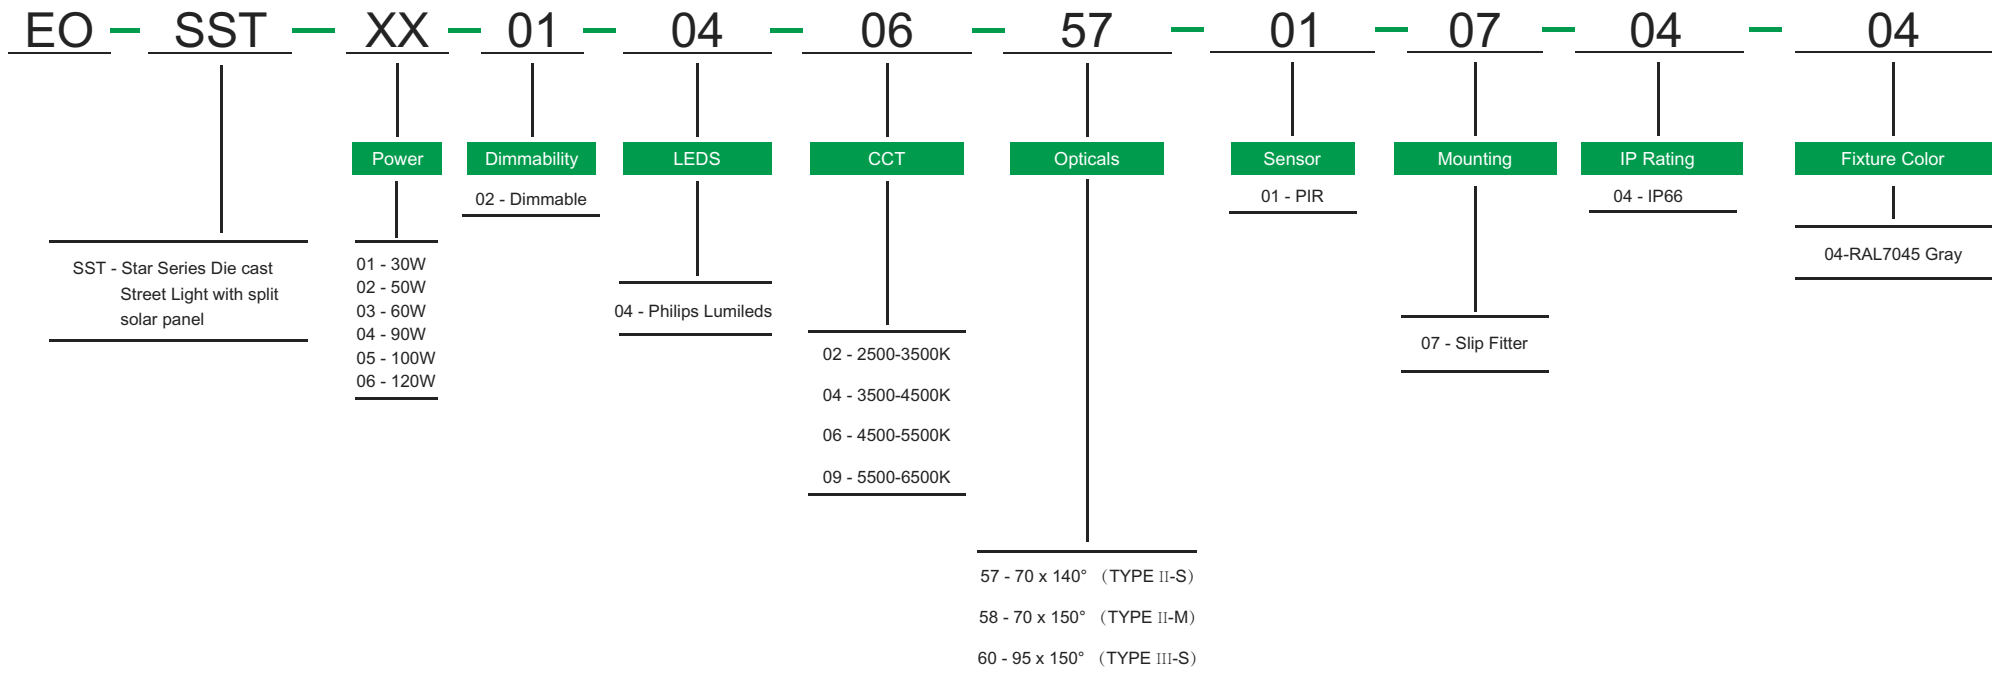 EO — SST — XX — 01 — 04 — 06 — 57 — 01 — 07 — 04 — 04
Power
Dimmability
LEDS
CCT
Opticals
Sensor
Mounting
IP Rating
Fixture Color
SST - Star Series Die cast
Street Light with split
solar panel
01 - 30W
02 - 50W
03 - 60W
04 - 90W
05 - 100W
06 - 120W
02 - Dimmable
04 - Philips Lumileds
02 - 2500-3500K
04 - 3500-4500K
06 - 4500-5500K
09 - 5500-6500K
57 - 70 x 140° （TYPE II-S）
58 - 70 x 150° （TYPE II-M）
60 - 95 x 150° （TYPE III-S）
01 - PIR
07 - Slip Fitter
04 - IP66
04-RAL7045 Gray